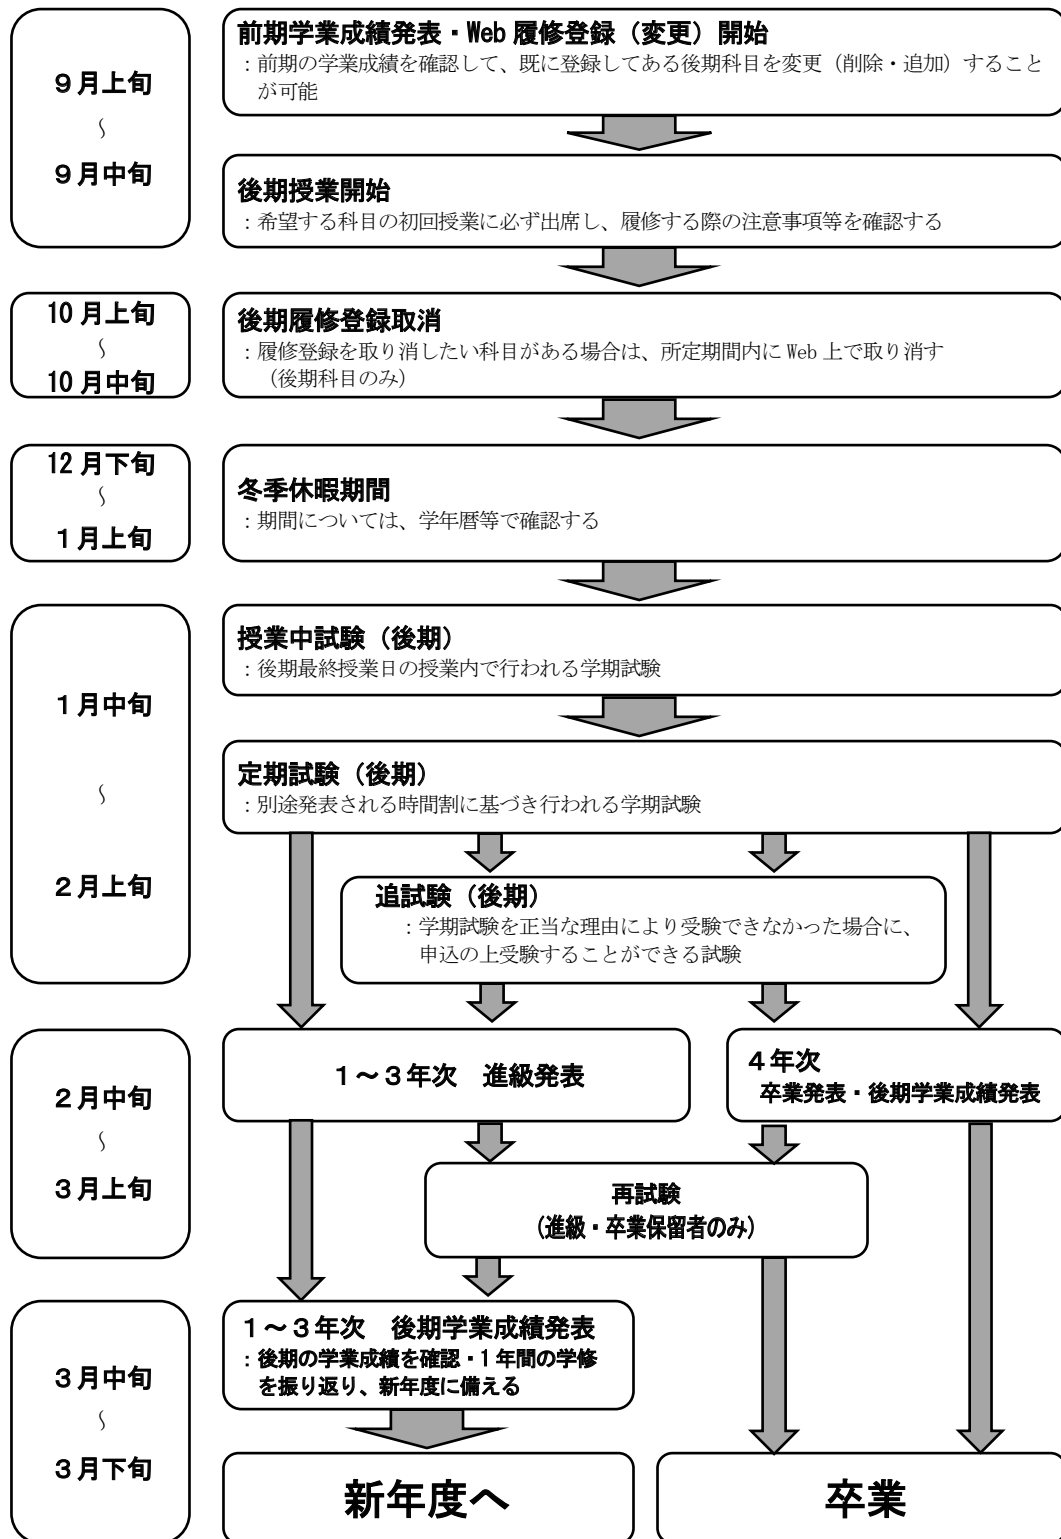 9月上旬
〜
9月中旬
前期学業成績発表・Web 履修登録（変更）開始
：前期の学業成績を確認して、既に登録してある後期科目を変更（削除・追加）すること
が可能
後期授業開始
：希望する科目の初回授業に必ず出席し、履修する際の注意事項等を確認する
10月上旬
〜
10月中旬
後期履修登録取消
：履修登録を取り消したい科目がある場合は、所定期間内に Web 上で取り消す
（後期科目のみ）
12月下旬
〜
1月上旬
冬季休暇期間
：期間については、学年暦等で確認する
1月中旬
〜
2月上旬
授業中試験（後期）
：後期最終授業日の授業内で行われる学期試験
定期試験（後期）
：別途発表される時間割に基づき行われる学期試験
追試験（後期）
：学期試験を正当な理由により受験できなかった場合に、
申込の上受験することができる試験
2月中旬
〜
3月上旬
1〜3年次　進級発表
4年次
卒業発表・後期学業成績発表
再試験
(進級・卒業保留者のみ)
3月中旬
〜
3月下旬
1〜3年次　後期学業成績発表
：後期の学業成績を確認・1年間の学修
を振り返り、新年度に備える
新年度へ
卒業